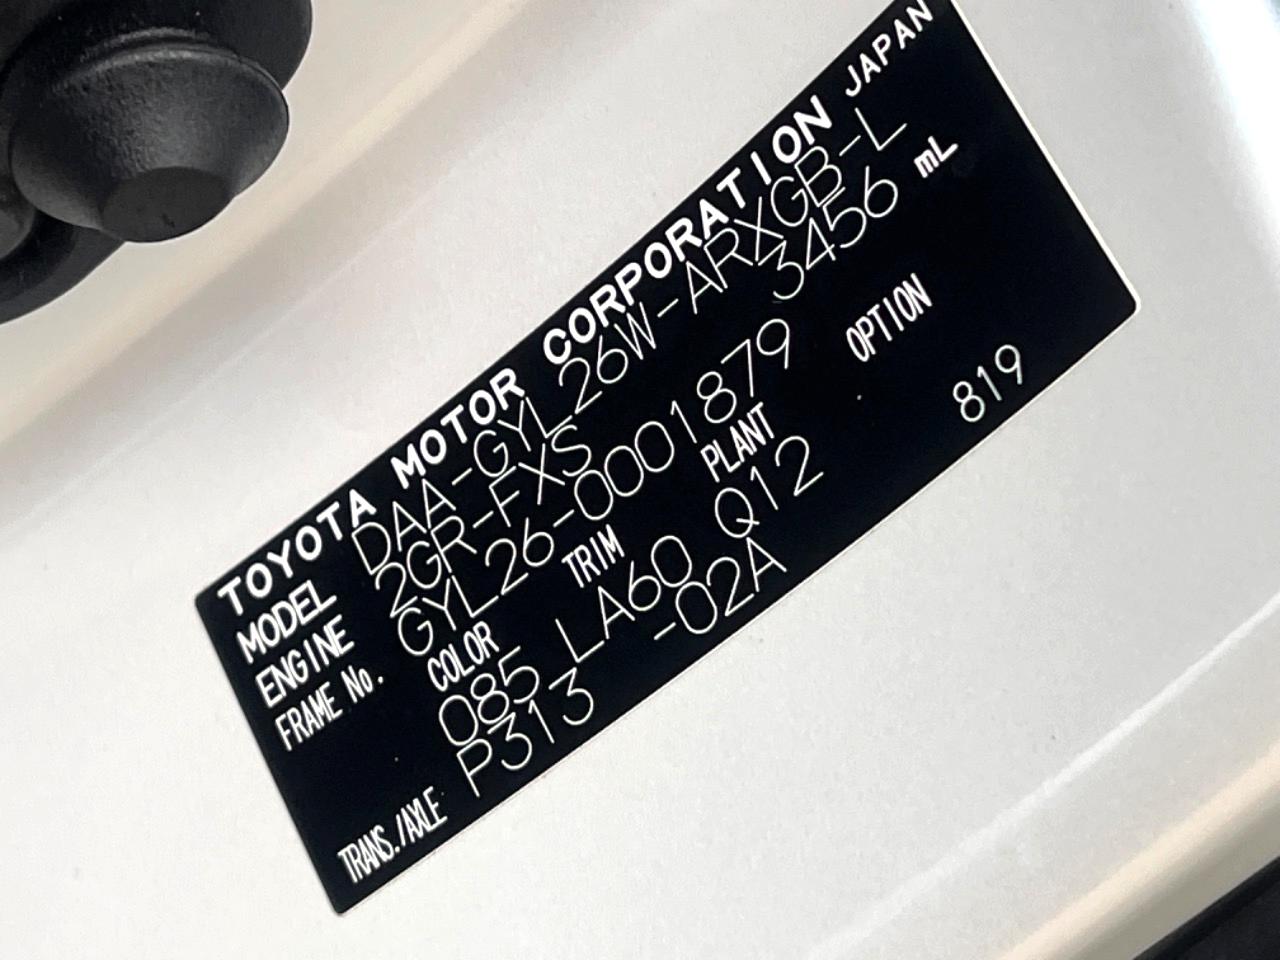 TOYOTA MOTOR CORPORATION JAPAN
MODEL DAA-GYL26W-ARXGB-L
ENGINE 2GR-FXS 3456 mL
FRAME No. GYL26-0001879
COLOR TRIM PLANT OPTION
085 LA60 Q12 819
TRANS./AXLE P313 -02A